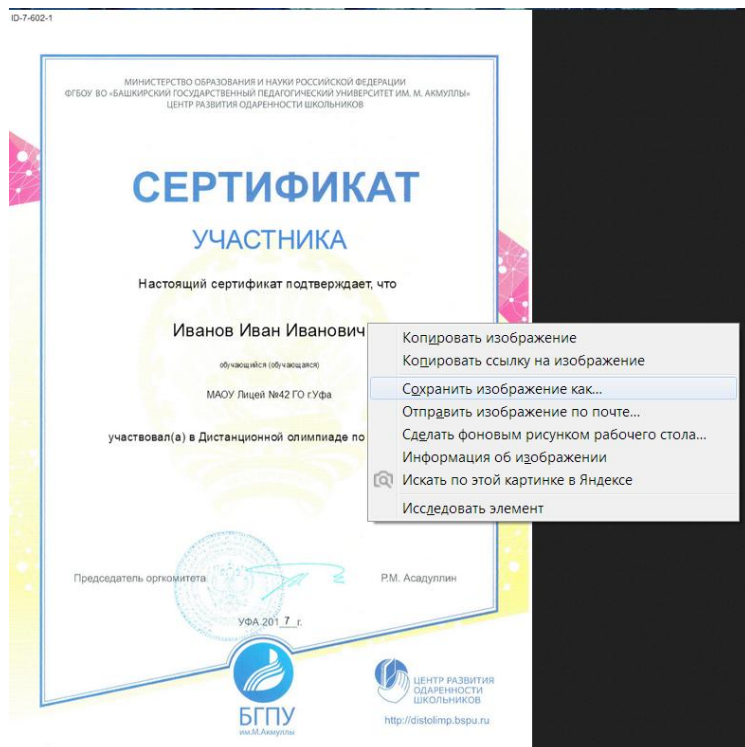 ID-7-602-1
МИНИСТЕРСТВО ОБРАЗОВАНИЯ И НАУКИ РОССИЙСКОЙ ФЕДЕРАЦИИ
ФГБОУ ВО «БАШКИРСКИЙ ГОСУДАРСТВЕННЫЙ ПЕДАГОГИЧЕСКИЙ УНИВЕРСИТЕТ ИМ. М. АКМУЛЛЫ»
ЦЕНТР РАЗВИТИЯ ОДАРЕННОСТИ ШКОЛЬНИКОВ
СЕРТИФИКАТ
УЧАСТНИКА
Настоящий сертификат подтверждает, что
Иванов Иван Иванович
обучающийся (обучающаяся)
МАОУ Лицей №42 ГО г.Уфа
участвовал(а) в Дистанционной олимпиаде по
Копировать изображение
Копировать ссылку на изображение
Сохранить изображение как...
Отправить изображение по почте...
Сделать фоновым рисунком рабочего стола...
Информация об изображении
Искать по этой картинке в Яндексе
Исследовать элемент
Председатель оргкомитета
Р.М. Асадуллин
УФА 201_7_г.
БГПУ
им.М.Акмуллы
ЦЕНТР РАЗВИТИЯ
ОДАРЕННОСТИ
ШКОЛЬНИКОВ
http://distolimp.bspu.ru